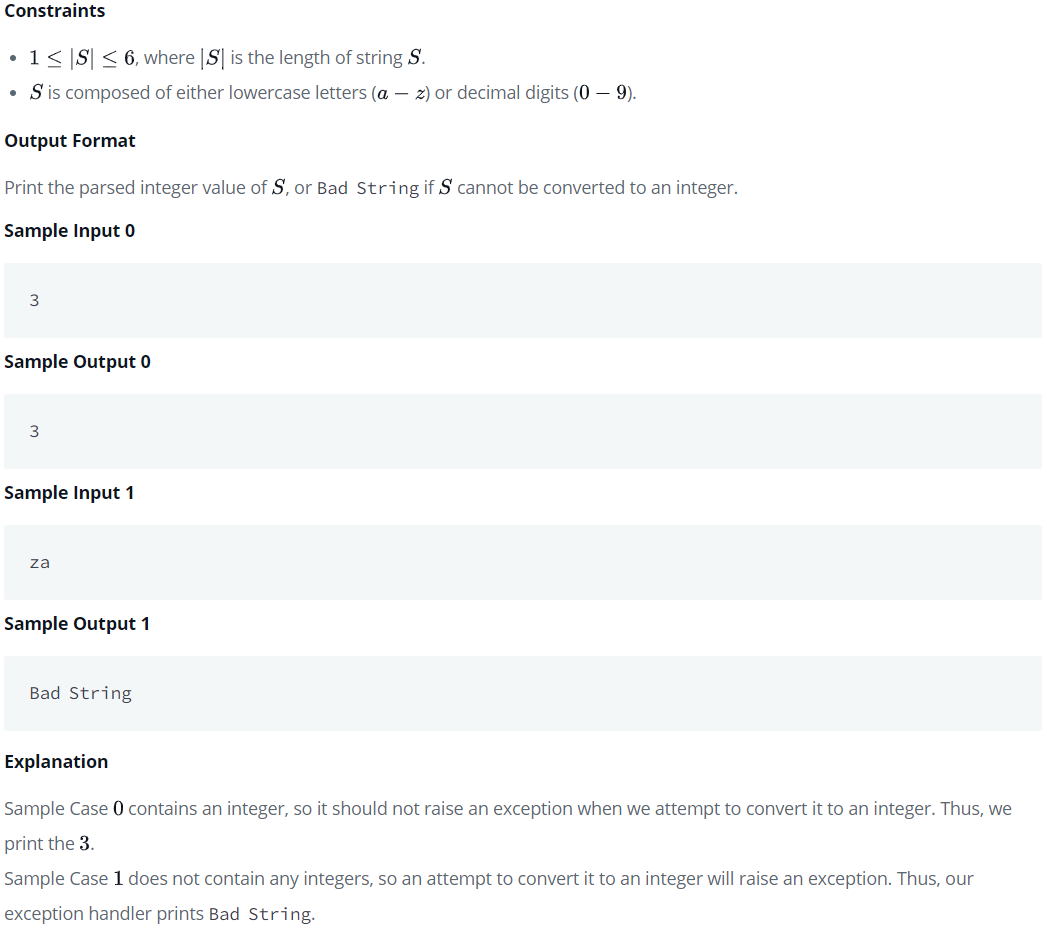 Constraints
• 1 ≤ |S| ≤ 6, where |S| is the length of string S.
• S is composed of either lowercase letters (a − z) or decimal digits (0 − 9).
Output Format
Print the parsed integer value of S, or Bad String if S cannot be converted to an integer.
Sample Input 0
3
Sample Output 0
3
Sample Input 1
za
Sample Output 1
Bad String
Explanation
Sample Case 0 contains an integer, so it should not raise an exception when we attempt to convert it to an integer. Thus, we
print the 3.
Sample Case 1 does not contain any integers, so an attempt to convert it to an integer will raise an exception. Thus, our
exception handler prints Bad String.